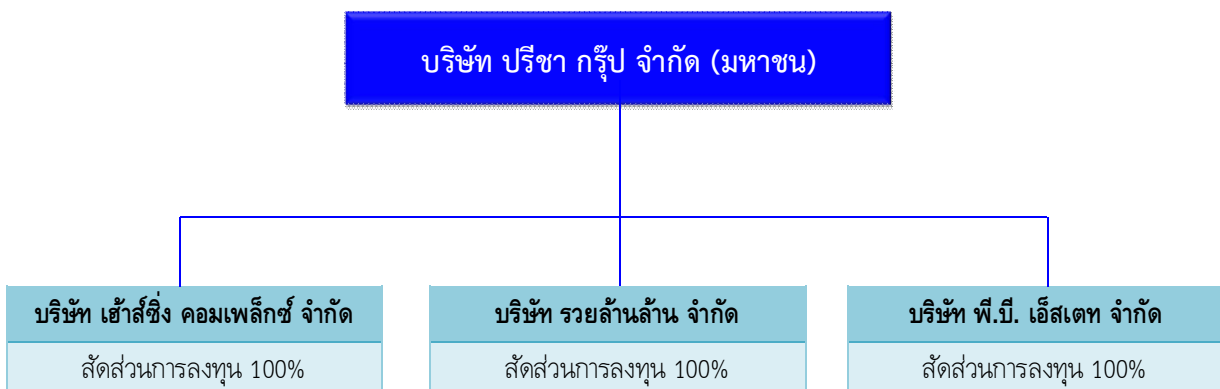 บริษัท ปรีชา กรุ๊ป จำกัด (มหาชน)
บริษัท เฮ้าส์ซิ่ง คอมเพล็กซ์ จำกัด
สัดส่วนการลงทุน 100%
บริษัท รวยล้านล้าน จำกัด
สัดส่วนการลงทุน 100%
บริษัท พี.บี. เอ็สเตท จำกัด
สัดส่วนการลงทุน 100%